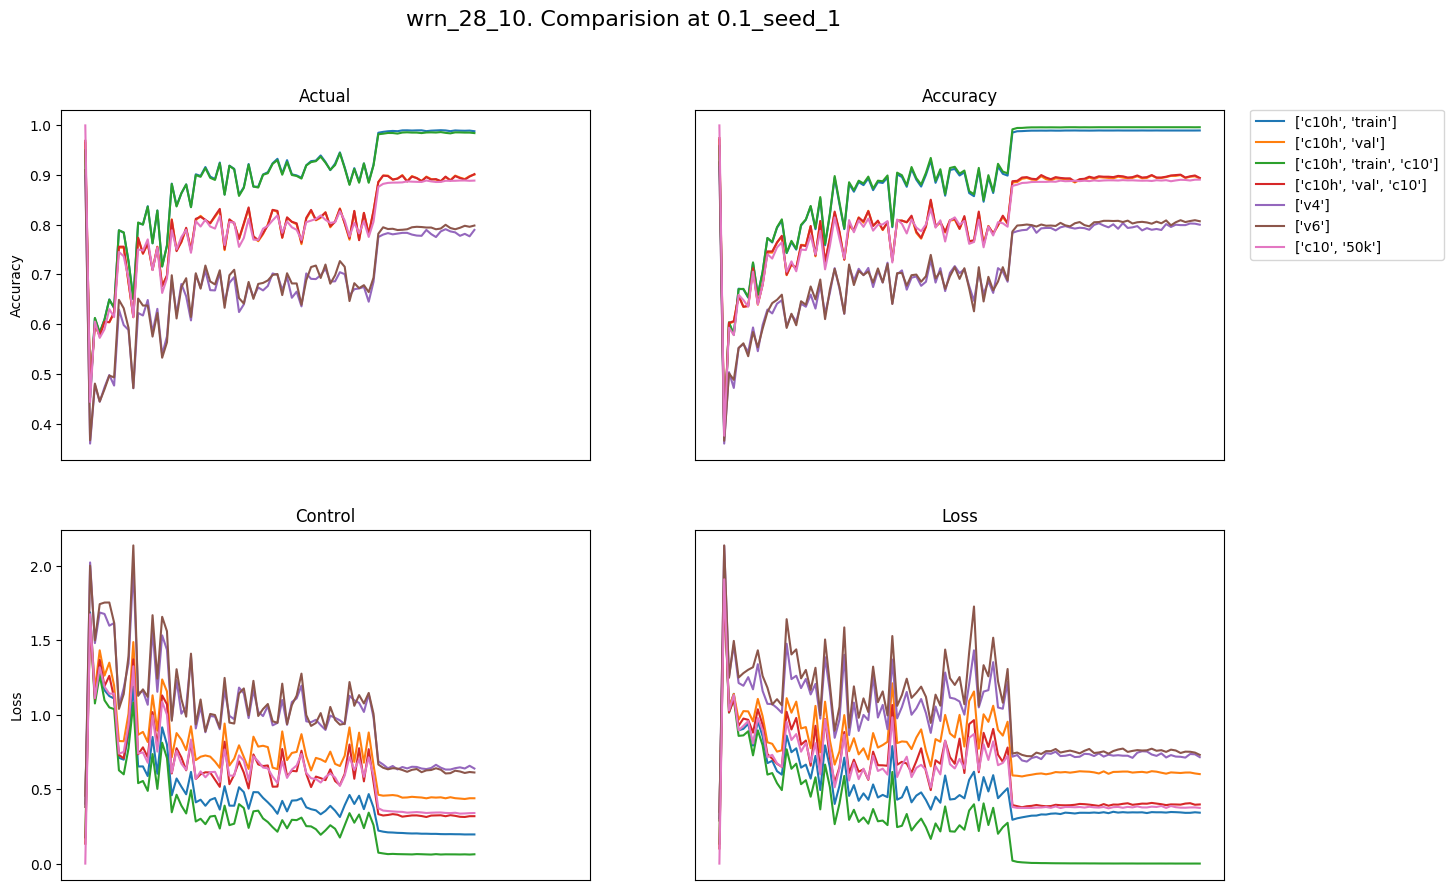 wrn_28_10. Comparision at 0.1_seed_1
Actual
Accuracy
1.0
0.9
0.8
0.7
0.6
0.5
0.4
Accuracy
['c10h', 'train']
['c10h', 'val']
['c10h', 'train', 'c10']
['c10h', 'val', 'c10']
['v4']
['v6']
['c10', '50k']
Control
Loss
2.0
1.5
1.0
0.5
0.0
Loss